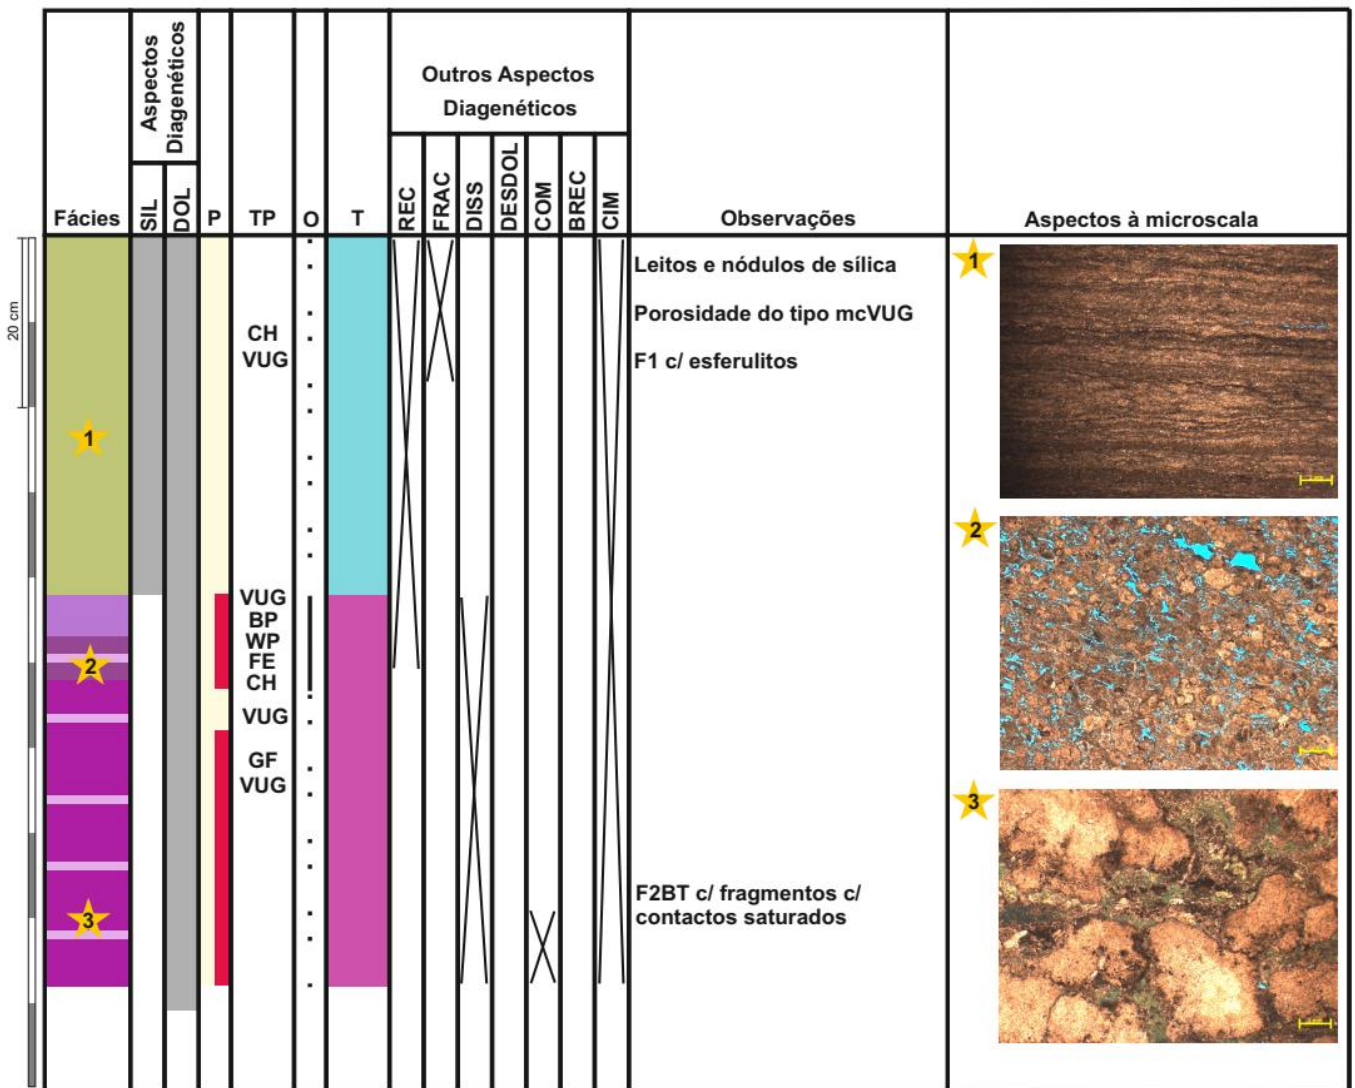 Aspectos
Diagenéticos
Outros Aspectos
Diagenéticos
Fácies
SIL
DOL
P
TP
O
T
REC
FRAC
DISS
DESDOL
COM
BREC
CIM
Observações
Aspectos à microscala
20 cm
CH
VUG
Leitos e nódulos de sílica
Porosidade do tipo mcVUG
F1 c/ esferulitos
1
1
VUG
BP
WP
FE
CH
2
2
VUG
GF
VUG
3
3
F2BT c/ fragmentos c/
contactos saturados